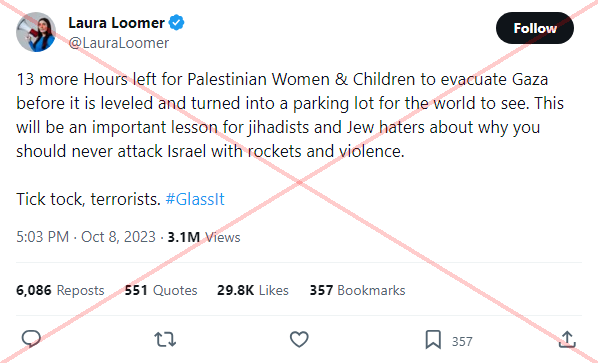 Laura Loomer
@LauraLoomer
Follow
13 more Hours left for Palestinian Women & Children to evacuate Gaza
before it is leveled and turned into a parking lot for the world to see. This
will be an important lesson for jihadists and Jew haters about why you
should never attack Israel with rockets and violence.
Tick tock, terrorists. #GlassIt
5:03 PM · Oct 8, 2023 · 3.1M Views
6,086 Reposts 551 Quotes 29.8K Likes 357 Bookmarks
357